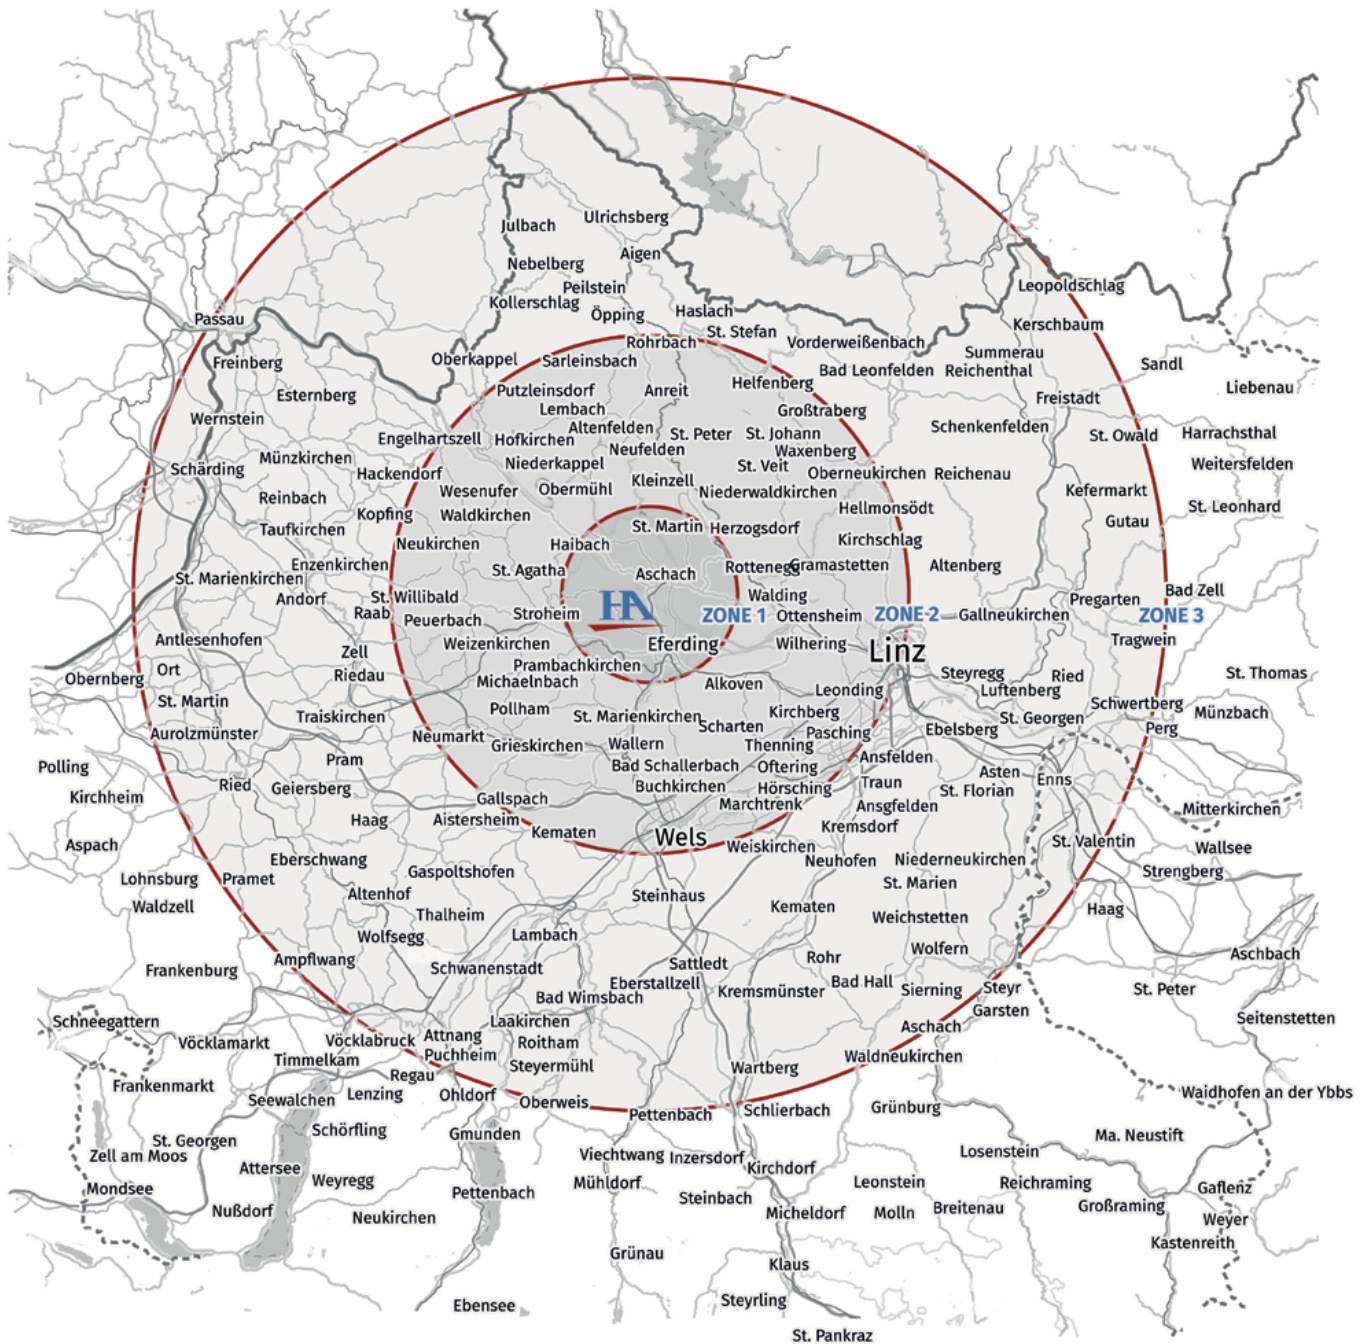 Julbach
Ulrichsberg
Nebelberg
Aigen
Peilstein
Kollerschlag
Öpping
Haslach
Leopoldschlag
Passau
St. Stefan
Kerschbaum
Rohrbach
Vorderweißenbach
Freinberg
Oberkappel
Sarleinsbach
Summerau
Sandl
Bad Leonfelden
Reichenthal
Esternberg
Putzleinsdorf
Anreit
Helfenberg
Liebenau
Lembach
Großtraberg
Freistadt
Wernstein
Altenfelden
Schenkenfelden
Engelhartszell
Hofkirchen
St. Peter
St. Johann
St. Owald
Harrachsthal
Neufelden
Waxenberg
Münzkirchen
Niederkappel
St. Veit
Weitersfelden
Schärding
Hackendorf
Kleinzell
Oberneukirchen
Reichenau
Wesenufer
Obermühl
Niederwaldkirchen
Kefermarkt
Reinbach
Hellmonsödt
St. Leonhard
Kopfing
Waldkirchen
St. Martin
Herzogsdorf
Gutau
Taufkirchen
Neukirchen
Haibach
Kirchschlag
Enzenkirchen
St. Agatha
Aschach
Rottenegg
Gramastetten
Altenberg
St. Marienkirchen
Bad Zell
Andorf
St. Willibald
HA
Walding
Pregarten
Raab
Peuerbach
Stroheim
ZONE 1
Ottensheim
ZONE 2
Gallneukirchen
ZONE 3
Antlesenhofen
Weizenkirchen
Eferding
Wilhering
Linz
Tragwein
Zell
Prambachkirchen
Ort
Riedau
Michaelnbach
Alkoven
Steyregg
Ried
St. Thomas
Obernberg
Leonding
Luftenberg
St. Martin
Pollham
Schwertberg
Traiskirchen
St. Marienkirchen
Scharten
Kirchberg
St. Georgen
Münzbach
Aurolzmünster
Neumarkt
Grieskirchen
Wallern
Thenning
Pasching
Ebelsberg
Perg
Polling
Pram
Bad Schallerbach
Oftering
Ansfelden
Asten
Enns
Ried
Geiersberg
Buchkirchen
Hörsching
Traun
St. Florian
Kirchheim
Gallspach
Marchtrenk
Ansgfelden
Mitterkirchen
Haag
Aistersheim
Kematen
Wels
Kremsdorf
Aspach
Weiskirchen
St. Valentin
Wallsee
Eberschwang
Neuhofen
Niederneukirchen
Strengberg
Lohnsburg
Pramet
Gaspoltshofen
St. Marien
Altenhof
Steinhaus
Waldzell
Thalheim
Kematen
Weichstetten
Haag
Wolfsegg
Lambach
Wolfern
Aschbach
Frankenburg
Ampflwang
Schwanenstadt
Sattledt
Rohr
Eberstallzell
Kremsmünster
Bad Hall
Sierning
Steyr
St. Peter
Bad Wimsbach
Garsten
Schneegattern
Laakirchen
Aschach
Seitenstetten
Vöcklamarkt
Vöcklabruck
Attnang
Puchheim
Roitham
Timmelkam
Steyermühl
Waldneukirchen
Frankenmarkt
Regau
Wartberg
Seewalchen
Lenzing
Ohldorf
Oberweis
Waidhofen an der Ybbs
Pettenbach
Schlierbach
Grünburg
St. Georgen
Schörfling
Gmunden
Ma. Neustift
Zell am Moos
Viechtwang
Inzersdorf
Losenstein
Attersee
Kirchdorf
Mondsee
Weyregg
Pettenbach
Mühldorf
Steinbach
Leonstein
Reichraming
Gaflenz
Nußdorf
Neukirchen
Micheldorf
Molln
Breitenau
Großraming
Weyer
Grünau
Kastenreith
Klaus
Ebensee
Steyrling
St. Pankraz